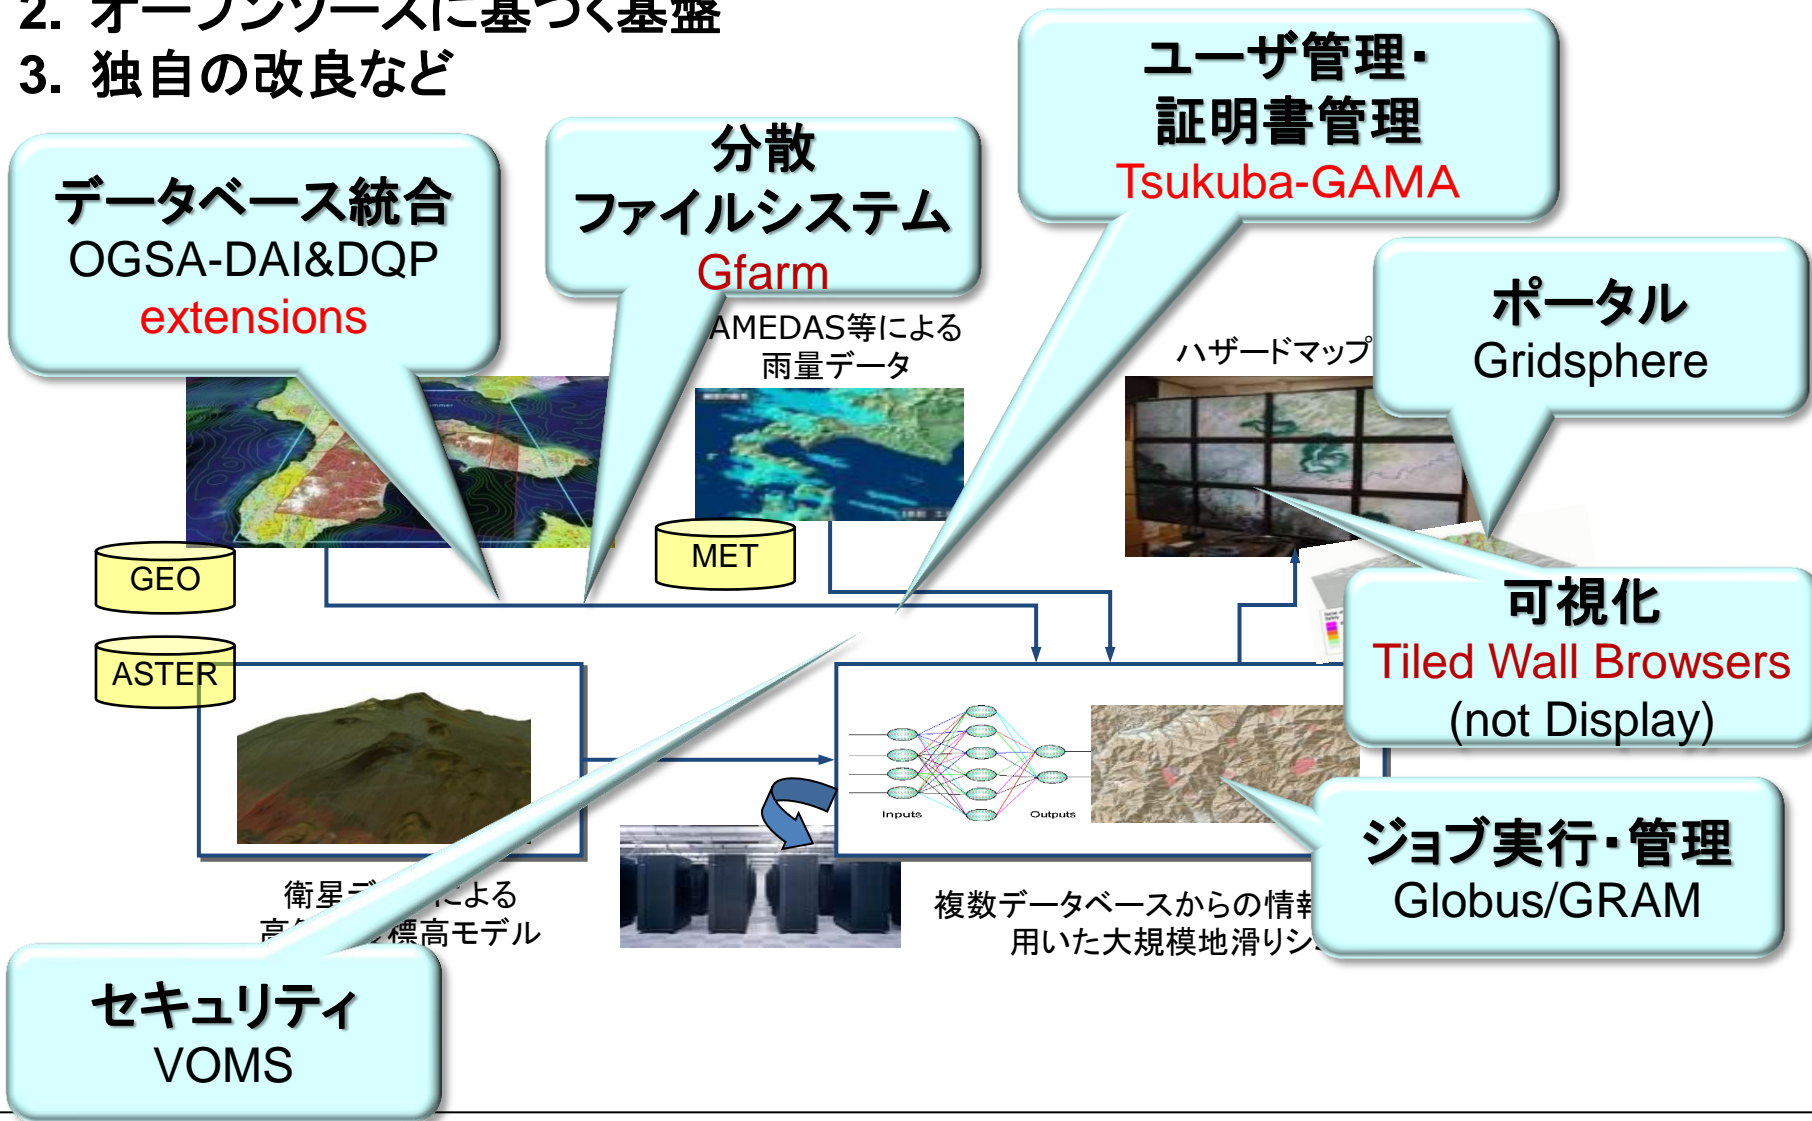 2. オープンソースに基づく基盤
3. 独自の改良など
ユーザ管理・
証明書管理
Tsukuba-GAMA
データベース統合
OGSA-DAI&DQP
extensions
分散
ファイルシステム
Gfarm
ポータル
Gridsphere
AMEDAS等による
雨量データ
ハザードマップ
GEO
MET
ASTER
可視化
Tiled Wall Browsers
(not Display)
Inputs
Outputs
ジョブ実行・管理
Globus/GRAM
衛星デ
による
高
標高モデル
複数データベースからの情報
用いた大規模地滑りシ
セキュリティ
VOMS